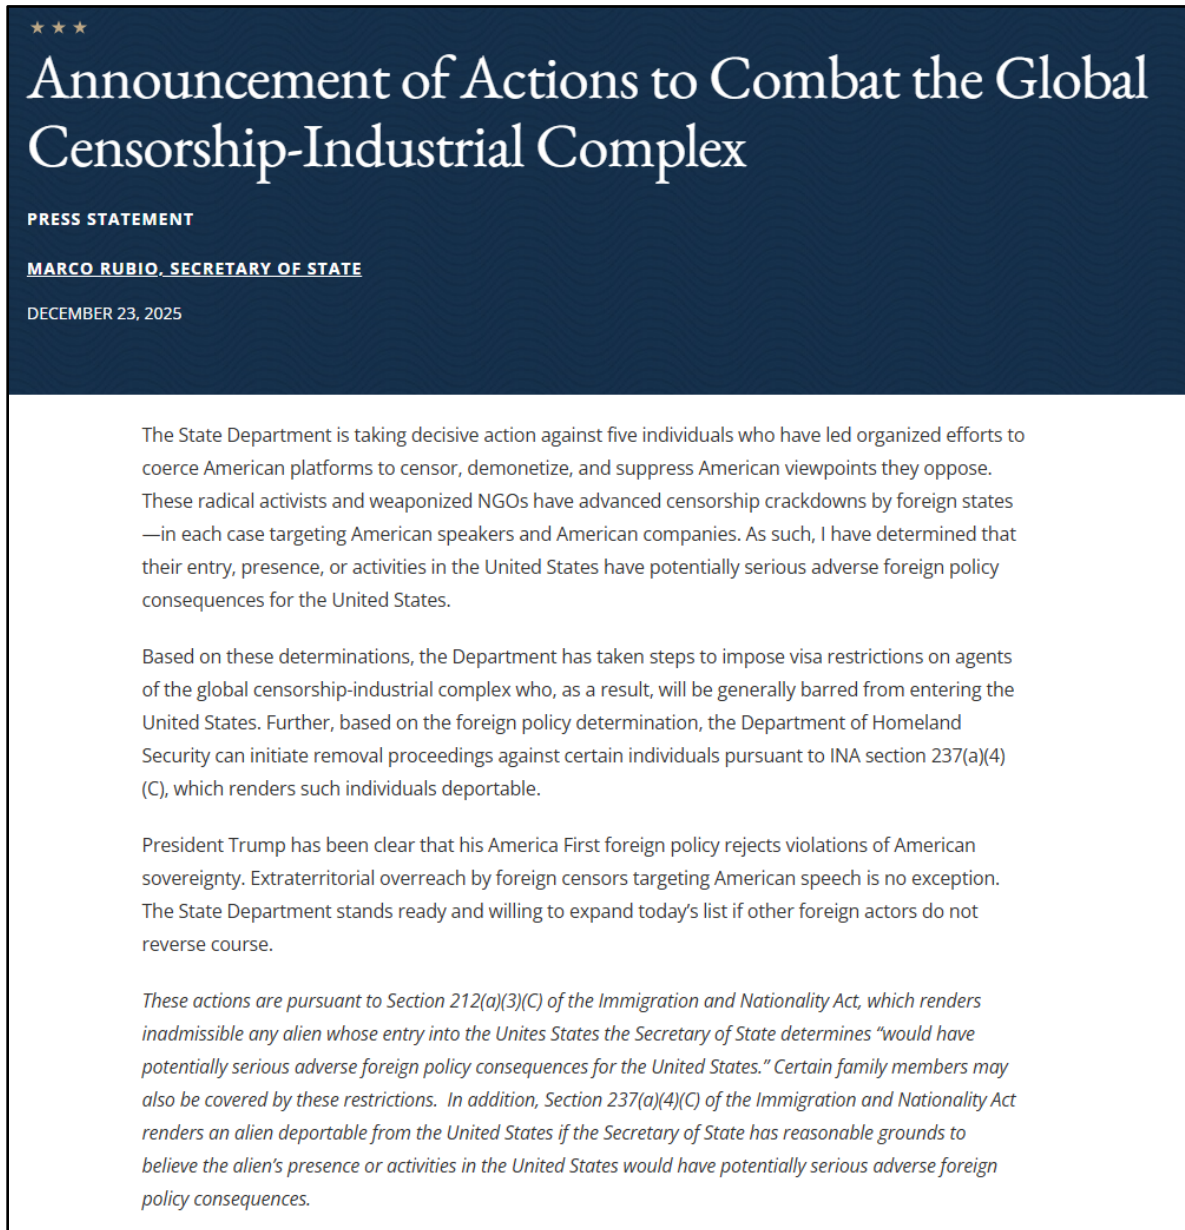 ★ ★ ★
Announcement of Actions to Combat the Global
Censorship-Industrial Complex
PRESS STATEMENT
MARCO RUBIO, SECRETARY OF STATE
DECEMBER 23, 2025
The State Department is taking decisive action against five individuals who have led organized efforts to
coerce American platforms to censor, demonetize, and suppress American viewpoints they oppose.
These radical activists and weaponized NGOs have advanced censorship crackdowns by foreign states
—in each case targeting American speakers and American companies. As such, I have determined that
their entry, presence, or activities in the United States have potentially serious adverse foreign policy
consequences for the United States.
Based on these determinations, the Department has taken steps to impose visa restrictions on agents
of the global censorship-industrial complex who, as a result, will be generally barred from entering the
United States. Further, based on the foreign policy determination, the Department of Homeland
Security can initiate removal proceedings against certain individuals pursuant to INA section 237(a)(4)
(C), which renders such individuals deportable.
President Trump has been clear that his America First foreign policy rejects violations of American
sovereignty. Extraterritorial overreach by foreign censors targeting American speech is no exception.
The State Department stands ready and willing to expand today’s list if other foreign actors do not
reverse course.
These actions are pursuant to Section 212(a)(3)(C) of the Immigration and Nationality Act, which renders
inadmissible any alien whose entry into the Unites States the Secretary of State determines “would have
potentially serious adverse foreign policy consequences for the United States.” Certain family members may
also be covered by these restrictions.  In addition, Section 237(a)(4)(C) of the Immigration and Nationality Act
renders an alien deportable from the United States if the Secretary of State has reasonable grounds to
believe the alien’s presence or activities in the United States would have potentially serious adverse foreign
policy consequences.